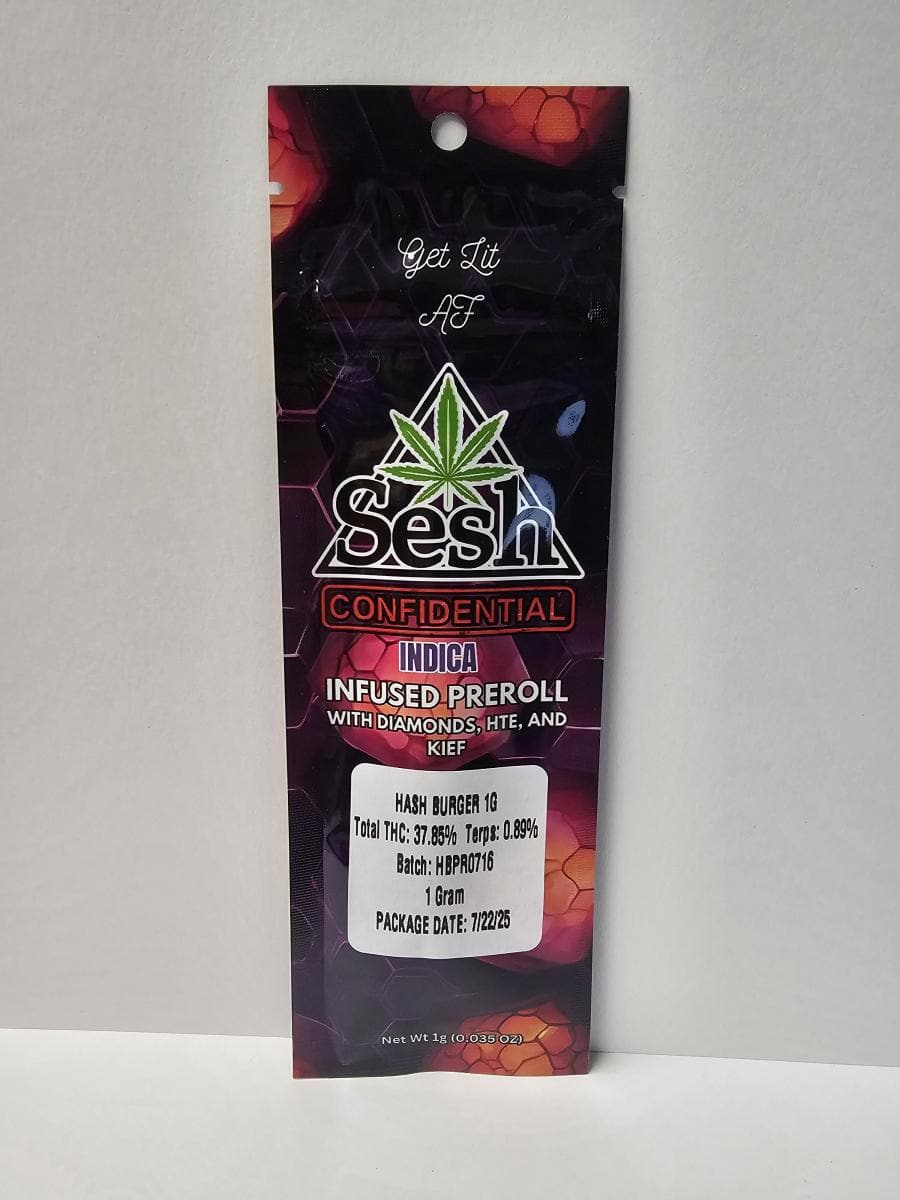 Get Lit
AF
Sesh
CONFIDENTIAL
INDICA
INFUSED PREROLL
WITH DIAMONDS, HTE, AND
KIEF
HASH BURGER 1G
Total THC: 37.85% Terps: 0.89%
Batch: HBPR0716
1 Gram
PACKAGE DATE: 7/22/25
Net Wt 1g (0.035 OZ)